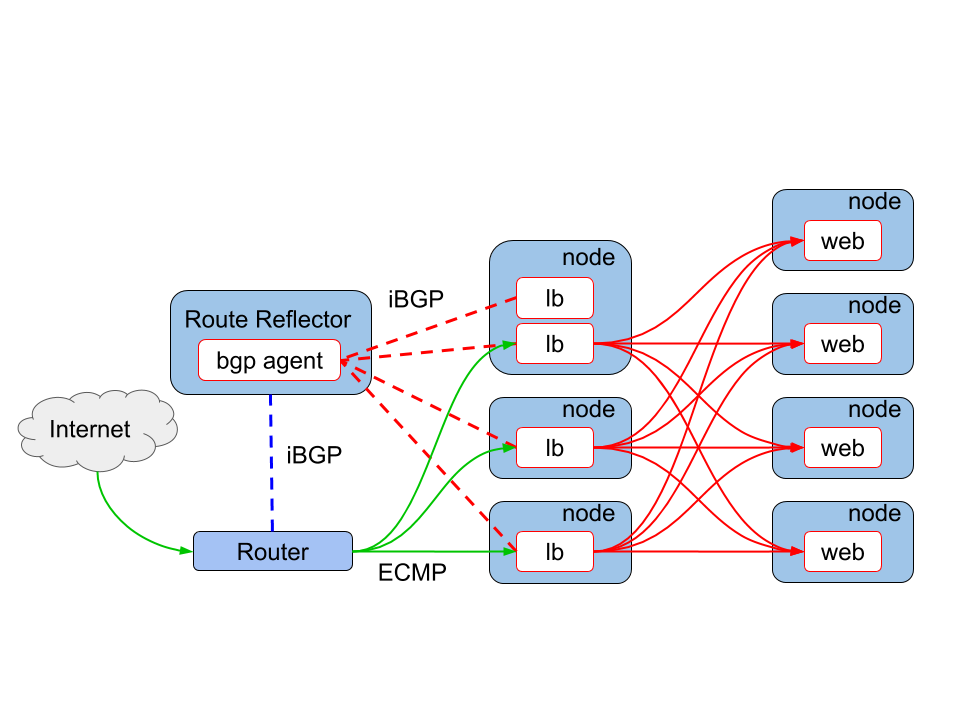 node
web
node
iBGP
lb
Route Reflector
lb
bgp agent
node
web
node
lb
node
web
Internet
iBGP
node
lb
node
web
Router
ECMP